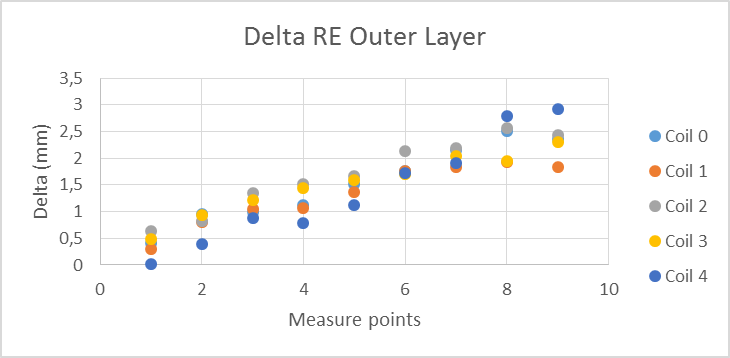 Delta RE Outer Layer
3,5
3
2,5
2
1,5
1
0,5
0
Delta (mm)
0 2 4 6 8 10
Measure points
Coil 0
Coil 1
Coil 2
Coil 3
Coil 4